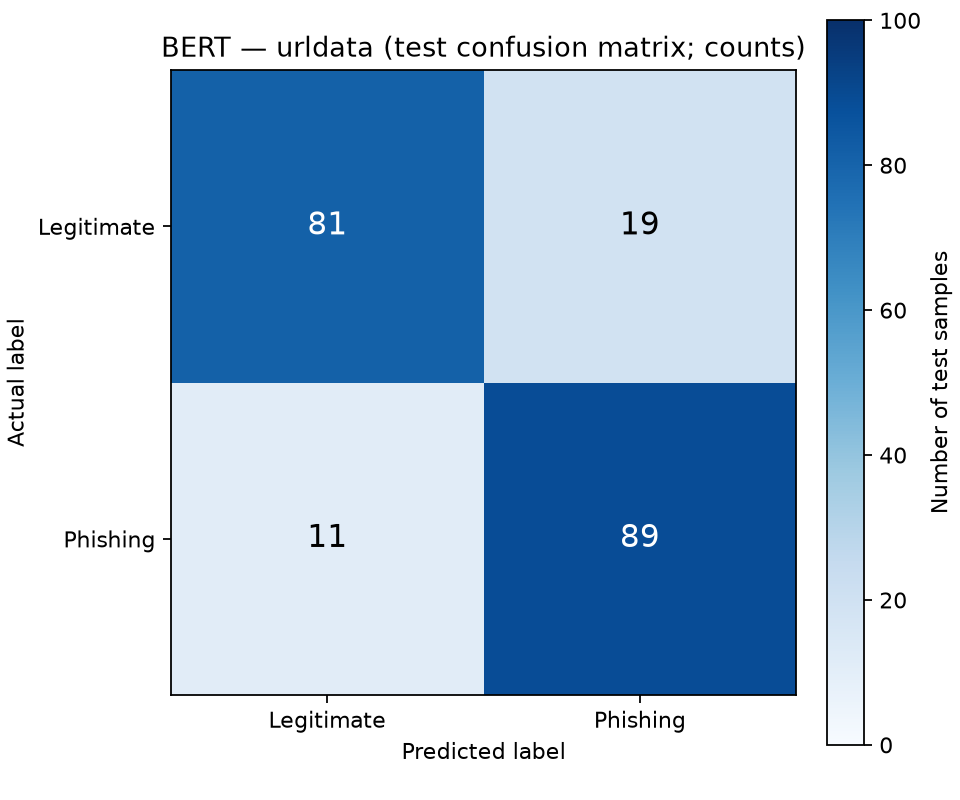 BERT — urldata (test confusion matrix; counts)
Actual label
Legitimate
81
19
Phishing
11
89
Legitimate
Phishing
Predicted label
100
80
60
40
20
0
Number of test samples